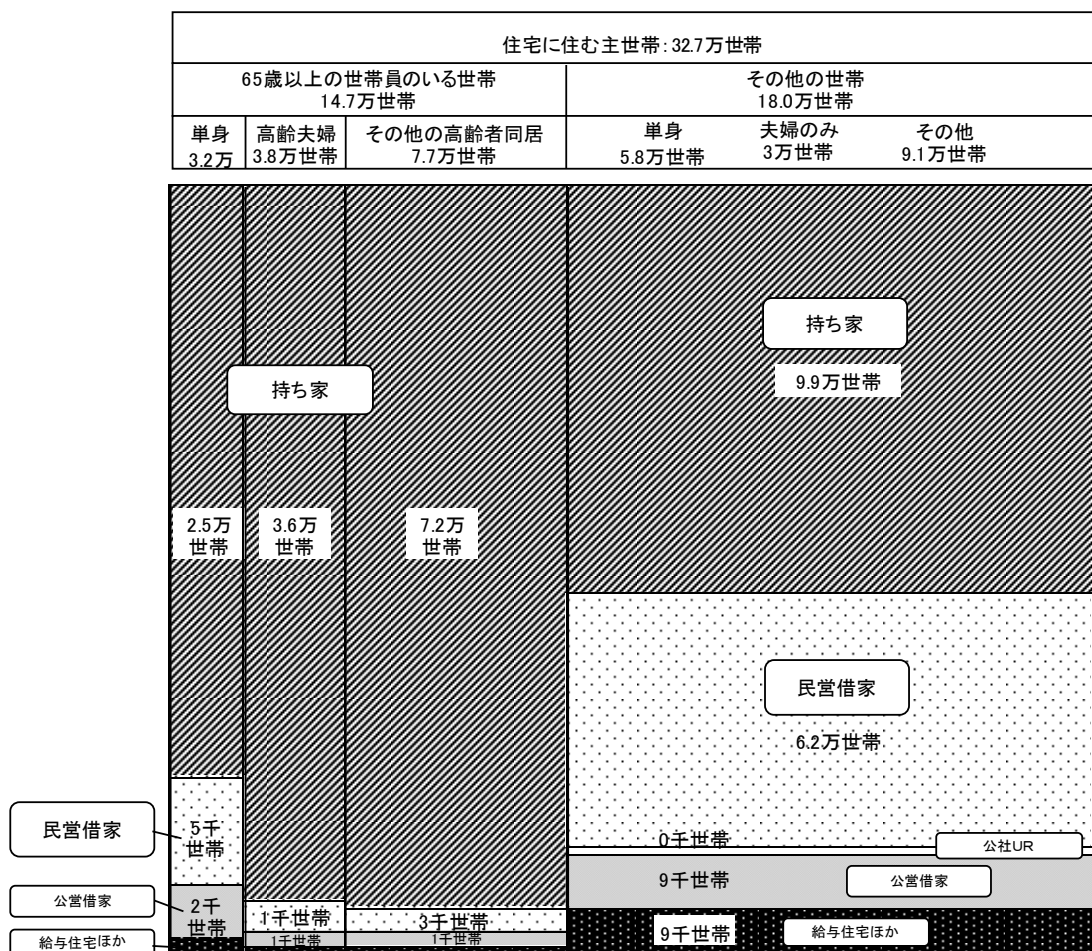 住宅に住む主世帯:32.7万世帯
65歳以上の世帯員のいる世帯
14.7万世帯
その他の世帯
18.0万世帯
単身
3.2万
高齢夫婦
3.8万世帯
その他の高齢者同居
7.7万世帯
単身
5.8万世帯
夫婦のみ
3万世帯
その他
9.1万世帯
持ち家
9.9万世帯
持ち家
2.5万
世帯
3.6万
世帯
7.2万
世帯
民営借家
6.2万世帯
民営借家
5千
世帯
0千世帯
公社UR
9千世帯
公営借家
公営借家
2千
世帯
1千世帯
3千世帯
9千世帯
給与住宅ほか
給与住宅ほか
1千世帯
1千世帯